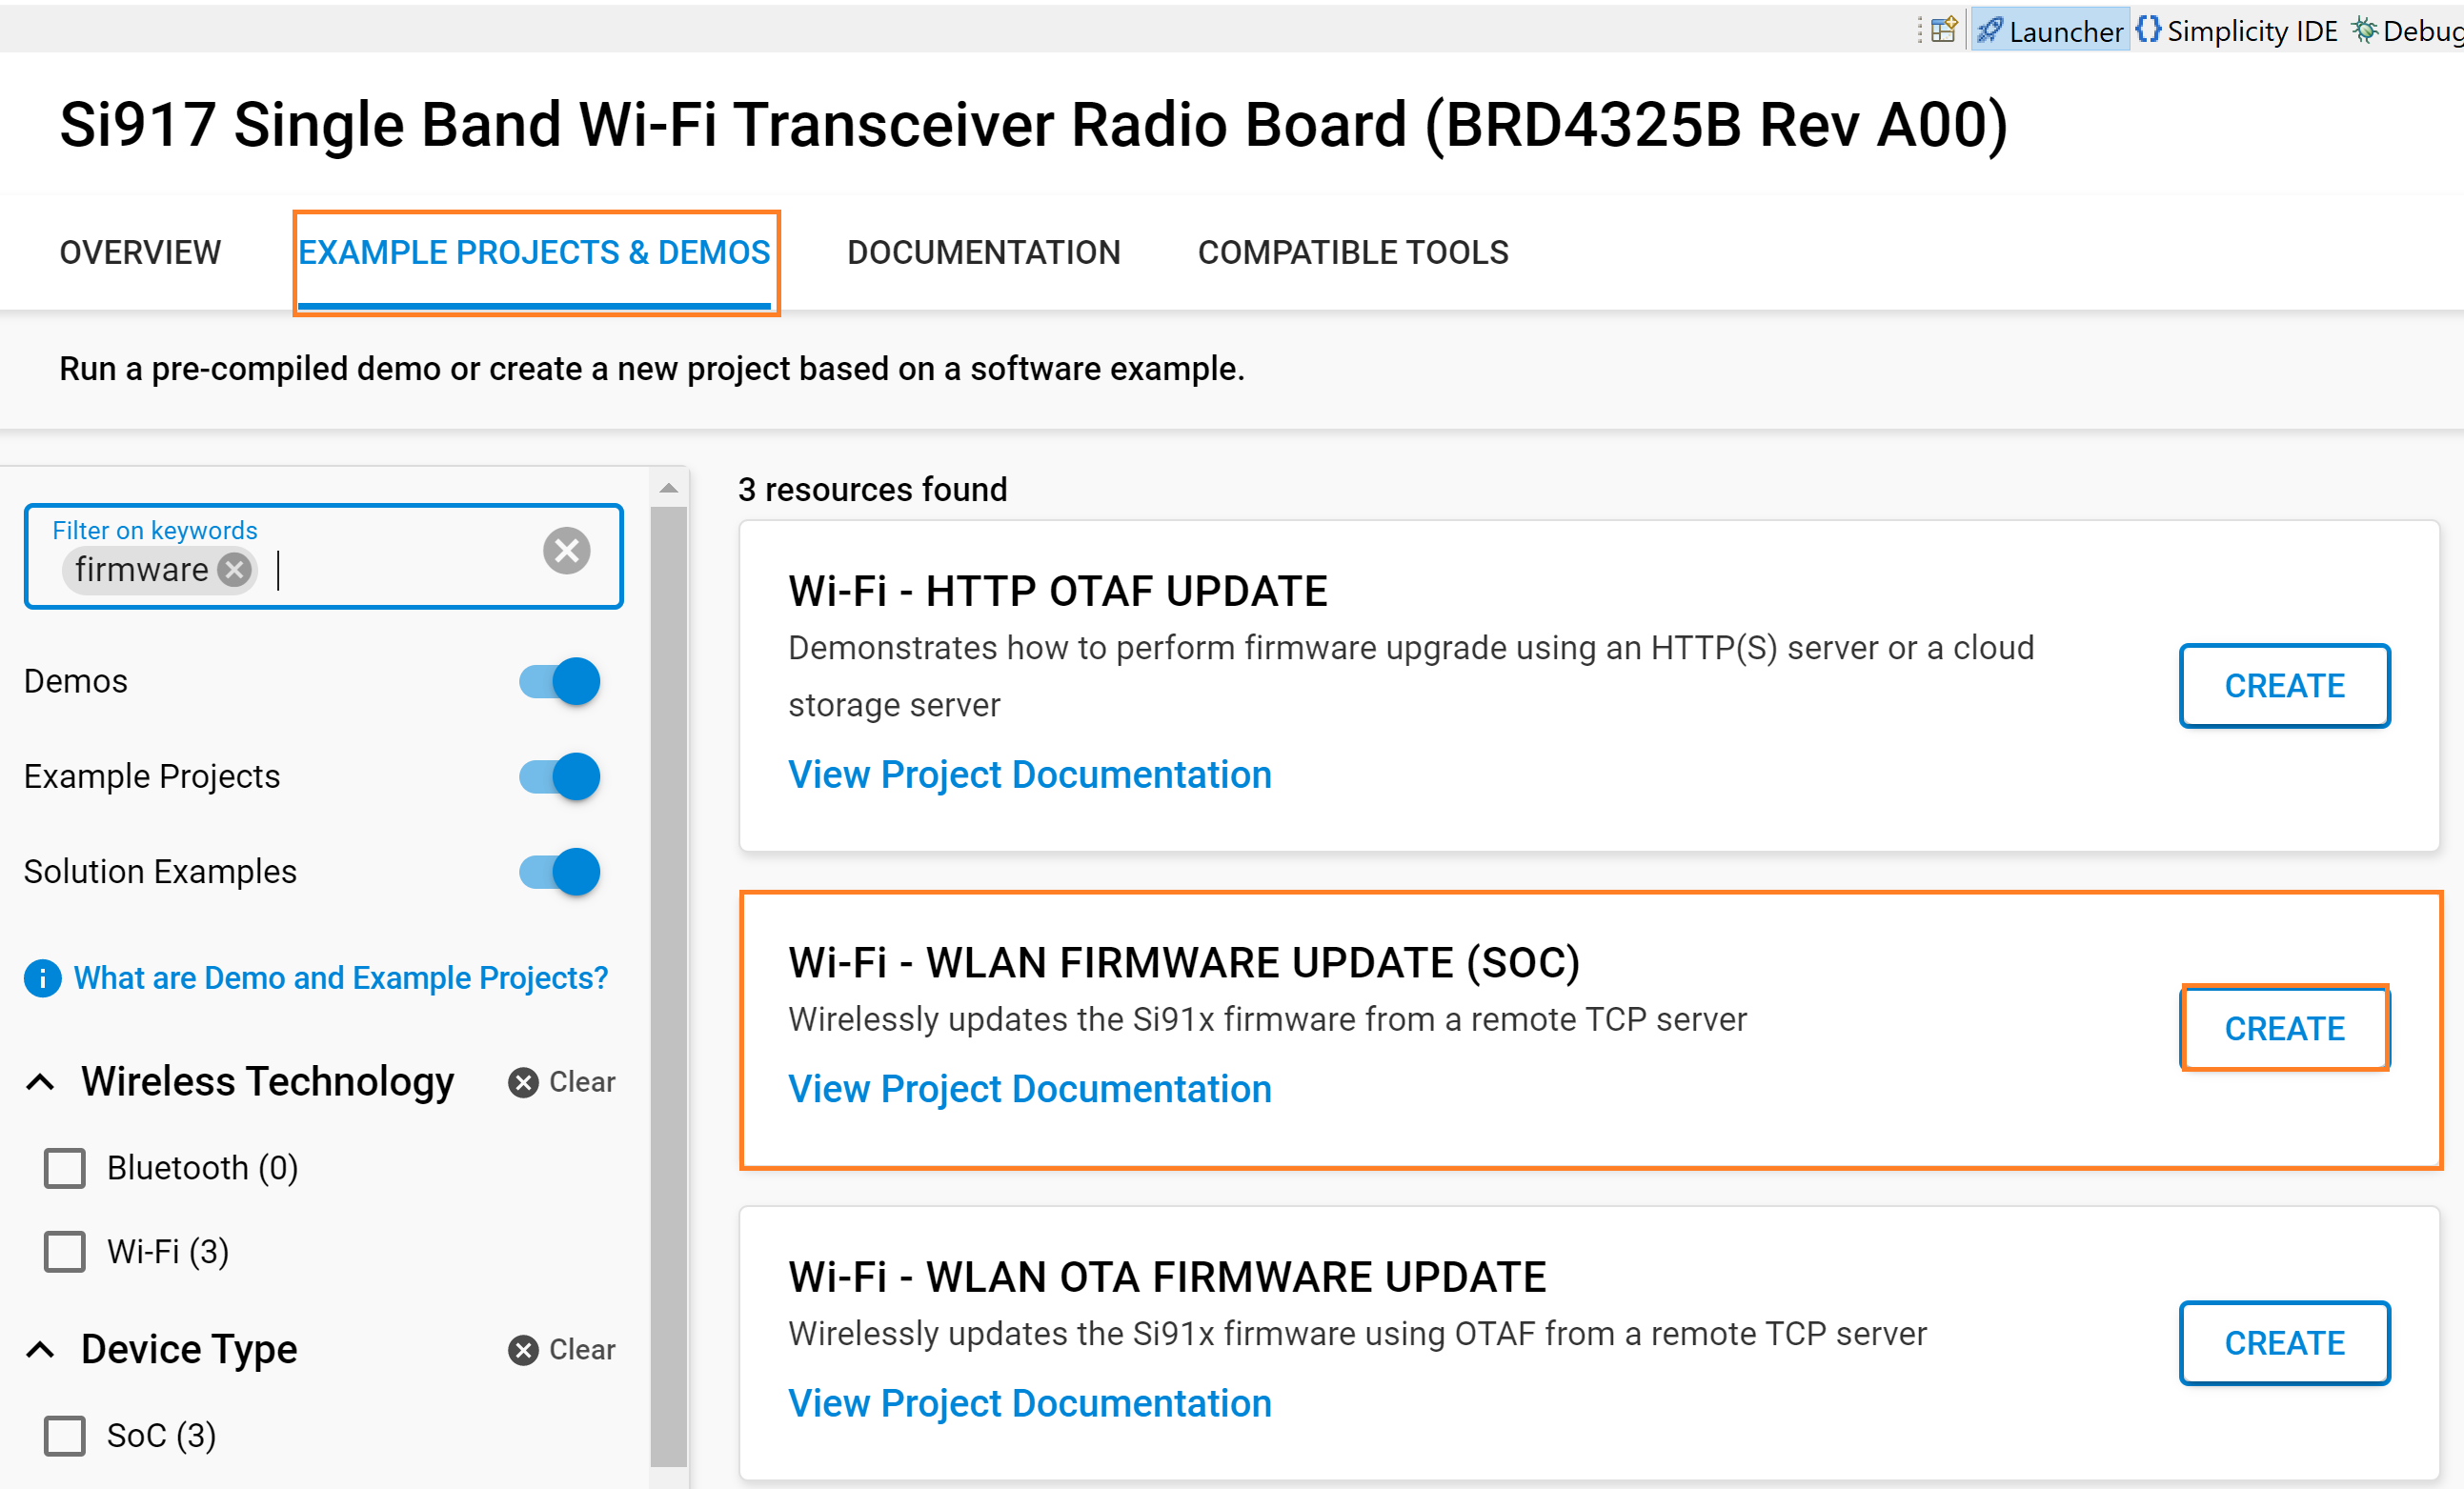 Launcher
Simplicity IDE
Debug
Si917 Single Band Wi-Fi Transceiver Radio Board (BRD4325B Rev A00)
OVERVIEW
EXAMPLE PROJECTS & DEMOS
DOCUMENTATION
COMPATIBLE TOOLS
Run a pre-compiled demo or create a new project based on a software example.
Filter on keywords
firmware
Demos
Example Projects
Solution Examples
What are Demo and Example Projects?
Wireless Technology
Clear
Bluetooth (0)
Wi-Fi (3)
Device Type
Clear
SoC (3)
3 resources found
Wi-Fi - HTTP OTAF UPDATE
Demonstrates how to perform firmware upgrade using an HTTP(S) server or a cloud
storage server
View Project Documentation
CREATE
Wi-Fi - WLAN FIRMWARE UPDATE (SOC)
Wirelessly updates the Si91x firmware from a remote TCP server
View Project Documentation
CREATE
Wi-Fi - WLAN OTA FIRMWARE UPDATE
Wirelessly updates the Si91x firmware using OTAF from a remote TCP server
View Project Documentation
CREATE